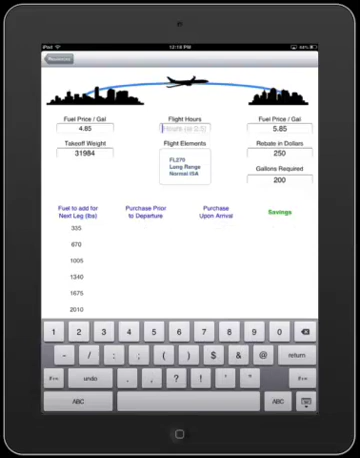 iPod
12:16 PM
Fuel Price / Gal
Flight Hours
Fuel Price / Gal
4.85
Hours (ie 0.5)
5.85
Takeoff Weight
Flight Elements
Rebate in Dollars
31984
FL270
Long Range
Normal ISA
250
Gallons Required
200
Fuel to add for
Next Leg (lbs)
Purchase Prior
to Departure
Purchase
Upon Arrival
Savings
335
670
1005
1340
1675
2010
1 2 3 4 5 6 7 8 9 0
- / : ; ( ) $ & @ return
undo . , ? ! ' "
ABC ABC